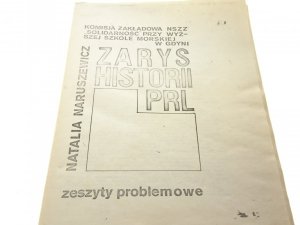 KOMISJA ZAKŁADOWA NSZZ
"SOLIDARNOŚĆ PRZY WYŻ-
SZEJ SZKOLE MORSKIEJ
W GDYNI
NATALIA NARUSZEWICZ
ZARYS
HISTORII
PRL
zeszyty problemowe